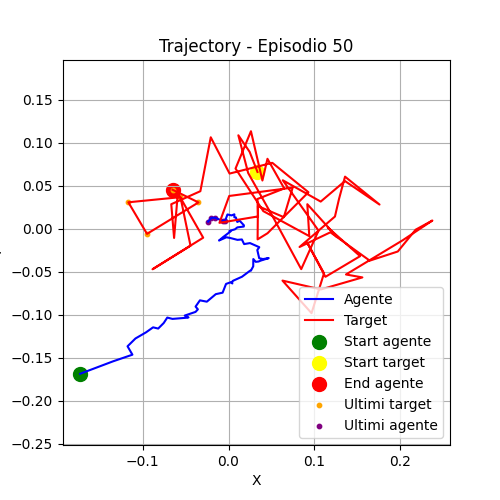 Trajectory - Episodio 50
0.15
0.10
0.05
0.00
−0.05
−0.10
−0.15
−0.20
−0.25
−0.1
0.0
0.1
0.2
X
Agente
Target
Start agente
Start target
End agente
Ultimi target
Ultimi agente